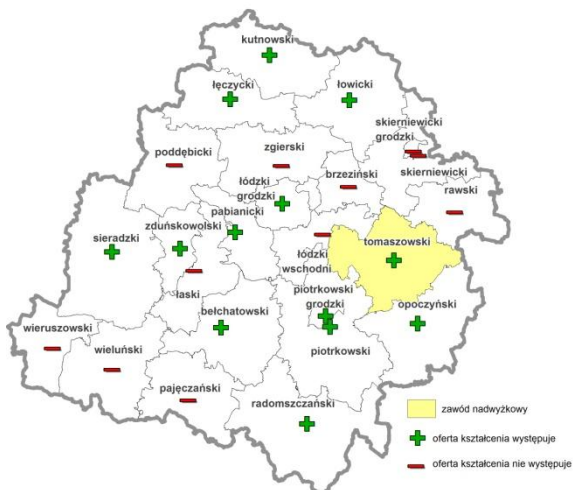 kutnowski
łęczycki
łowicki
skierniewicki
grodzki
poddębicki
zgierski
brzeziński
skierniewicki
rawski
łódzki
grodzki
pabianicki
zduńskowolski
sieradzki
tomaszowski
łódzki
wschodni
łaski
piotrkowski
grodzki
opoczyński
bełchatowski
wieruszowski
wieluński
piotrkowski
pajęczański
radomszczański
zawód nadwyżkowy
oferta kształcenia występuje
oferta kształcenia nie występuje